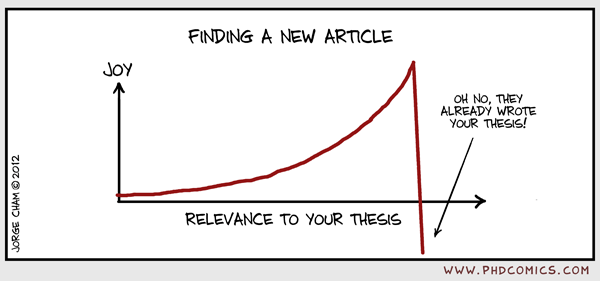 FINDING A NEW ARTICLE
JOY
OH NO, THEY
ALREADY WROTE
YOUR THESIS!
RELEVANCE TO YOUR THESIS
JORGE CHAM © 2012
WWW.PHDCOMICS.COM